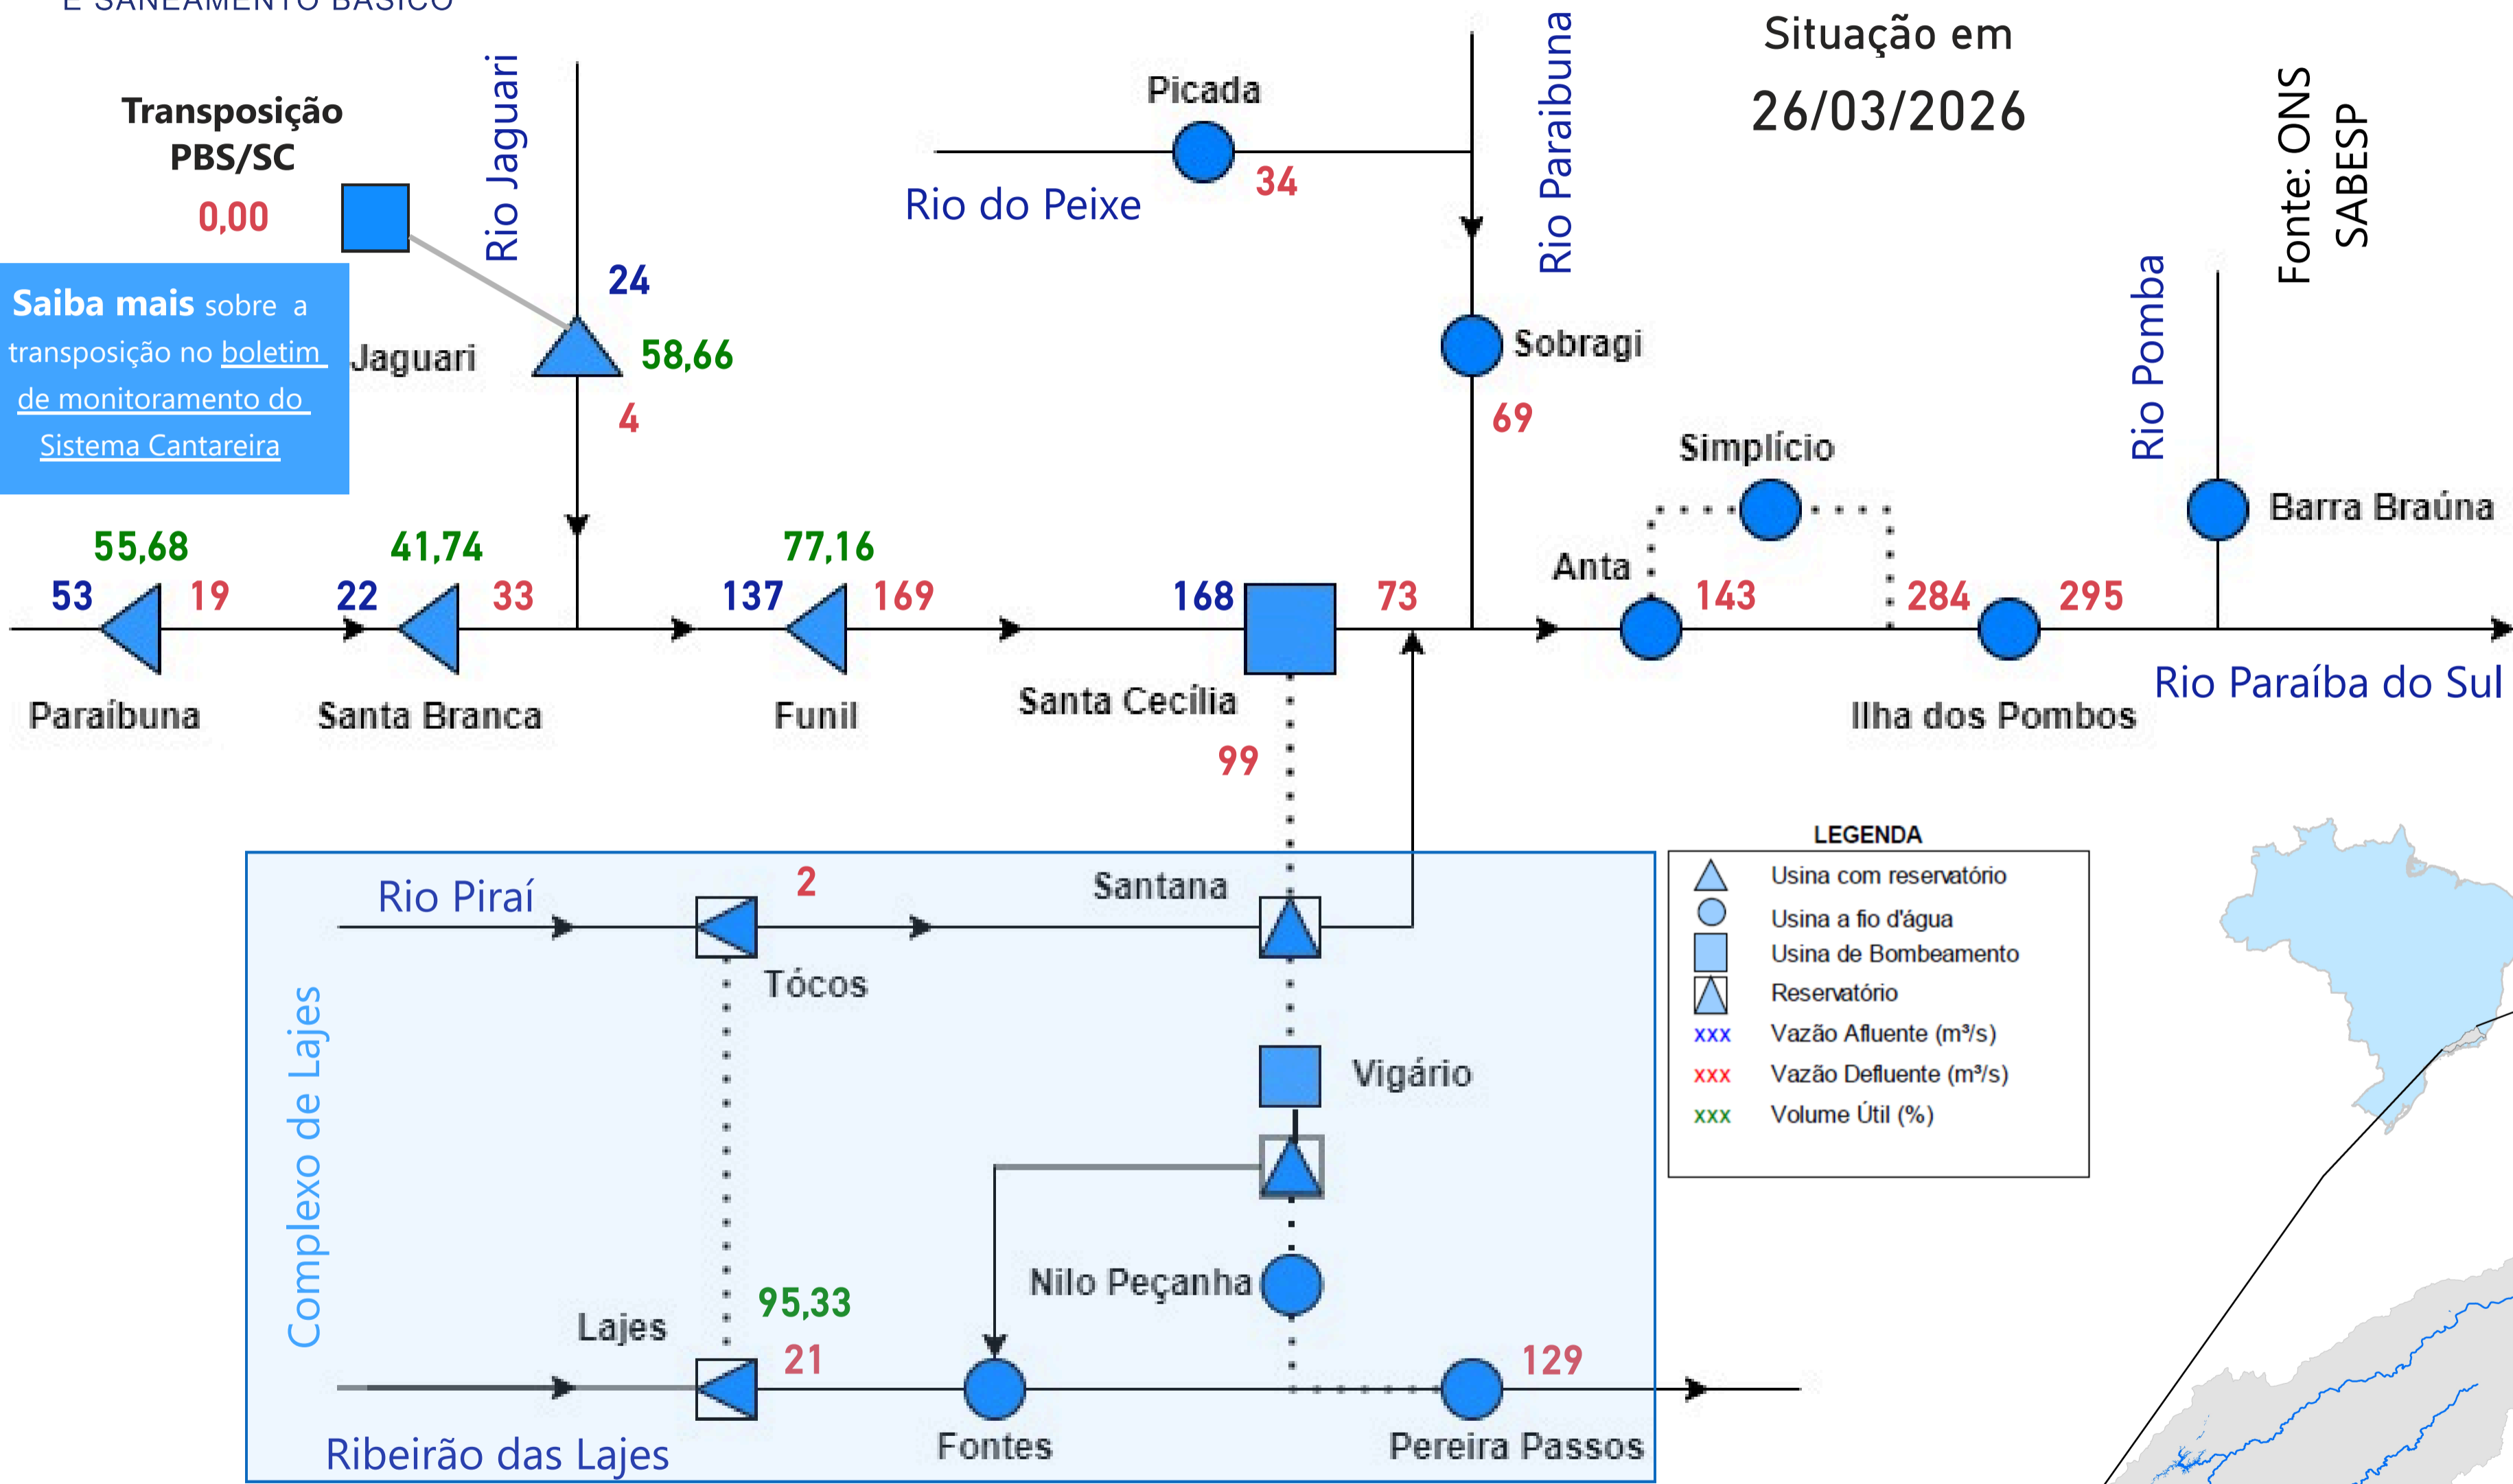 E SANEAMENTO BÁSICO
Situação em
26/03/2026
Fonte: ONS
SABESP
Transposição
PBS/SC
0,00
Saiba mais sobre a
transposição no boletim
de monitoramento do
Sistema Cantareira
Rio Jaguari
24
Jaguari
58,66
4
Picada
34
Rio do Peixe
Rio Paraibuna
Sobragi
69
Simplício
Rio Pomba
Barra Braúna
55,68
53
19
Paraíbuna
41,74
22
33
Santa Branca
77,16
137
169
Funil
168
73
Santa Cecília
99
Anta
143
284
295
Ilha dos Pombos
Rio Paraíba do Sul
Complexo de Lajes
Rio Piraí
2
Tócos
Santana
Vigário
Nilo Peçanha
Lajes
95,33
21
Ribeirão das Lajes
Fontes
129
Pereira Passos
LEGENDA
Usina com reservatório
Usina a fio d'água
Usina de Bombeamento
Reservatório
xxx Vazão Afluente (m³/s)
xxx Vazão Defluente (m³/s)
xxx Volume Útil (%)